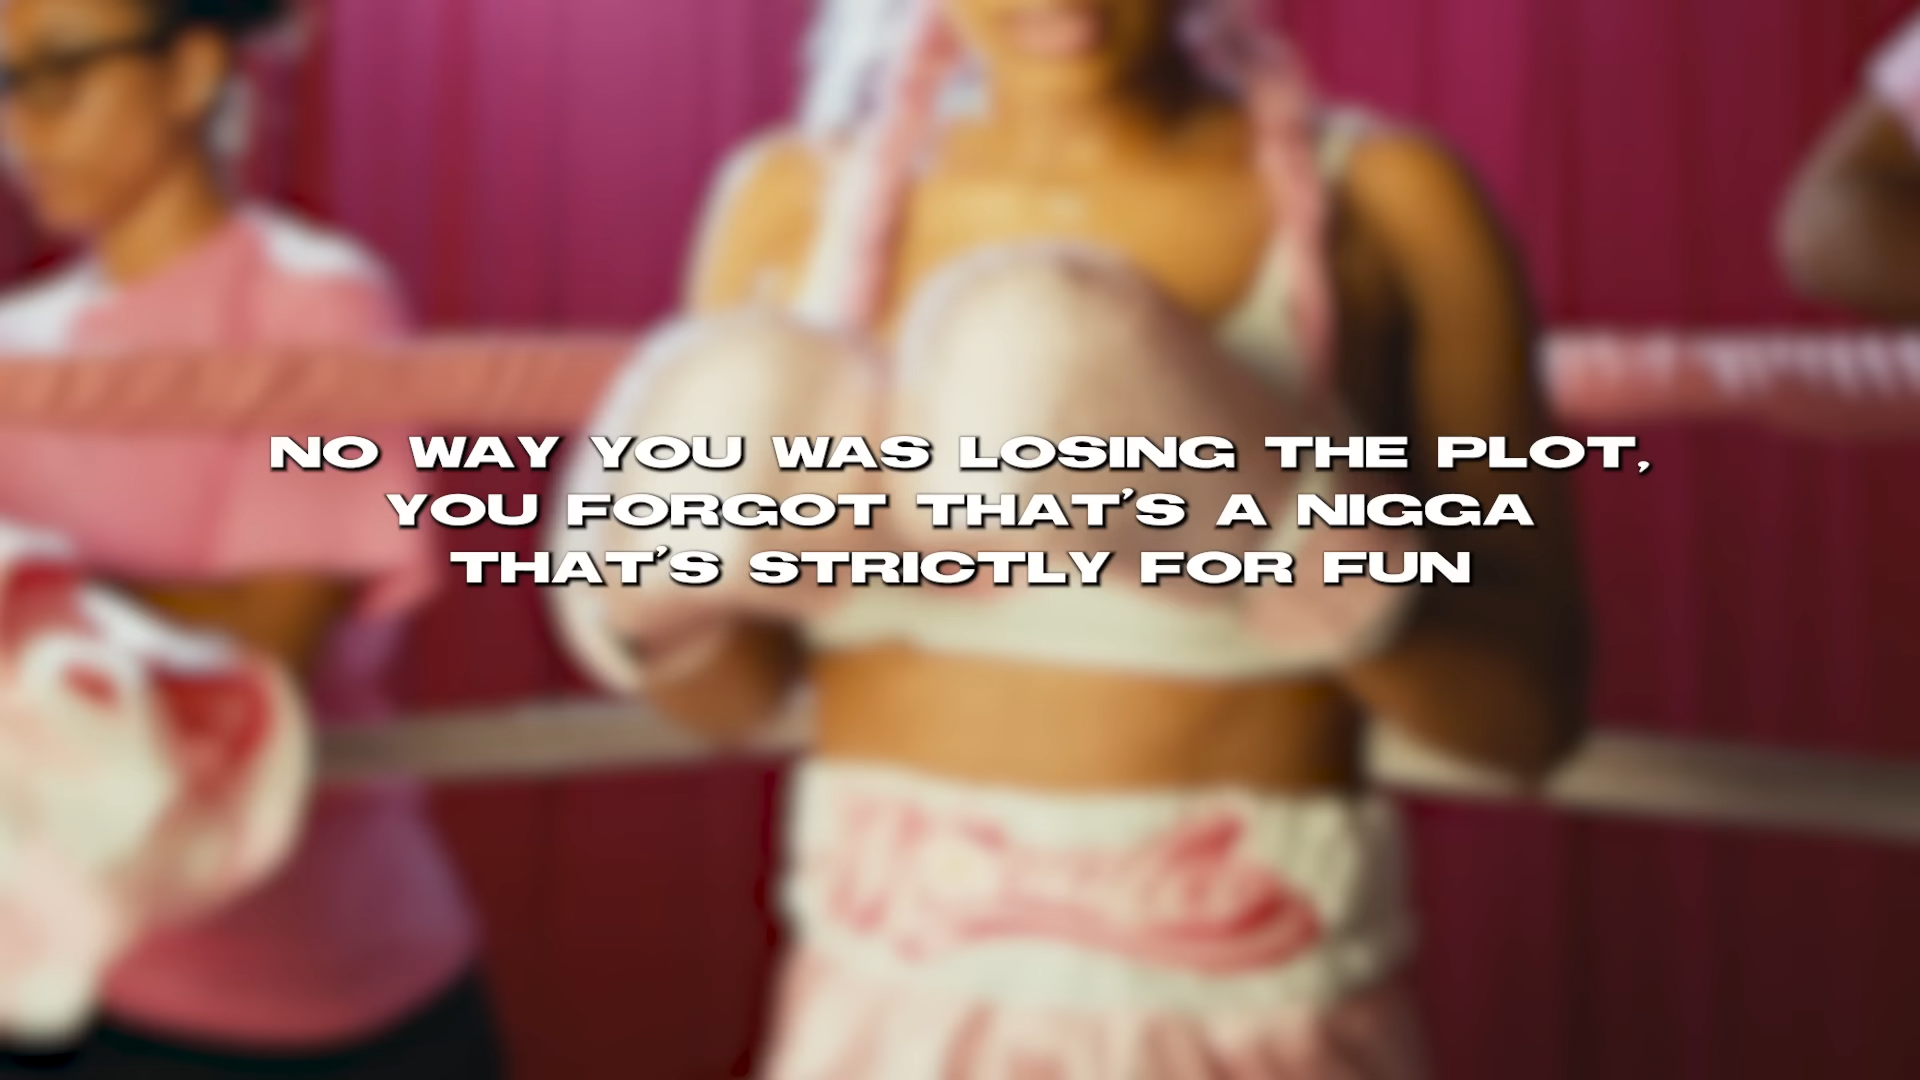 NO WAY YOU WAS LOSING THE PLOT,
YOU FORGOT THAT'S A NIGGA
THAT'S STRICTLY FOR FUN